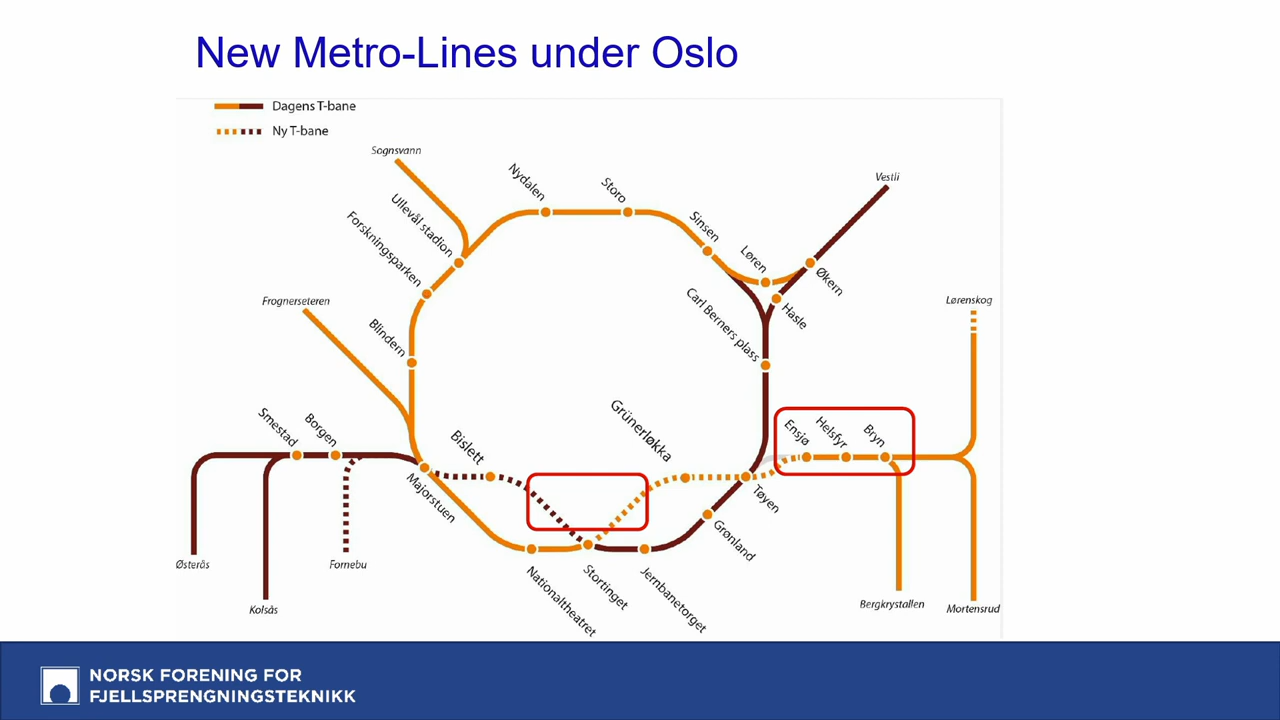 New Metro-Lines under Oslo
Dagens T-bane
Ny T-bane
Sognsvann
Nydalen
Storo
Vestli
Ullevål stadion
Sinsen
Forskningsparken
Løren
Økern
Frognerseteren
Carl Berners plass
Hasle
Lørenskog
Blindern
Smestad
Borgen
Bislett
Grünerløkka
Ensjø
Helsfyr
Bryn
Majorstuen
Tøyen
Grønland
Østerås
Fornebu
Nationaltheatret
Stortinget
Jernbanetorget
Kolsås
Bergkrystallen
Mortensrud
NORSK FORENING FOR
FJELLSPRENGNINGSTEKNIKK